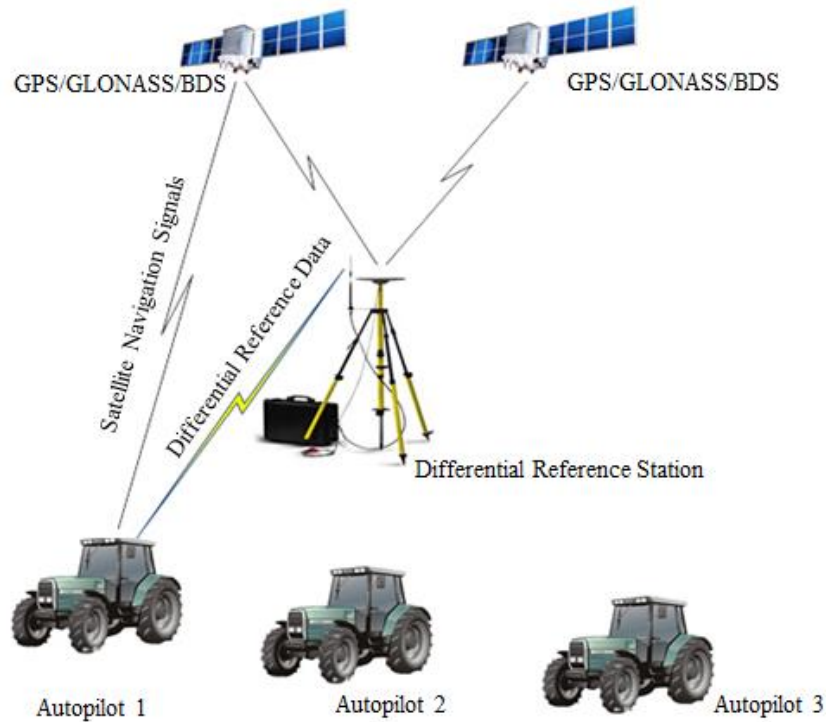 GPS/GLONASS/BDS
GPS/GLONASS/BDS
Satellite Navigation Signals
Differential Reference Data
Differential Reference Station
Autopilot 1
Autopilot 2
Autopilot 3